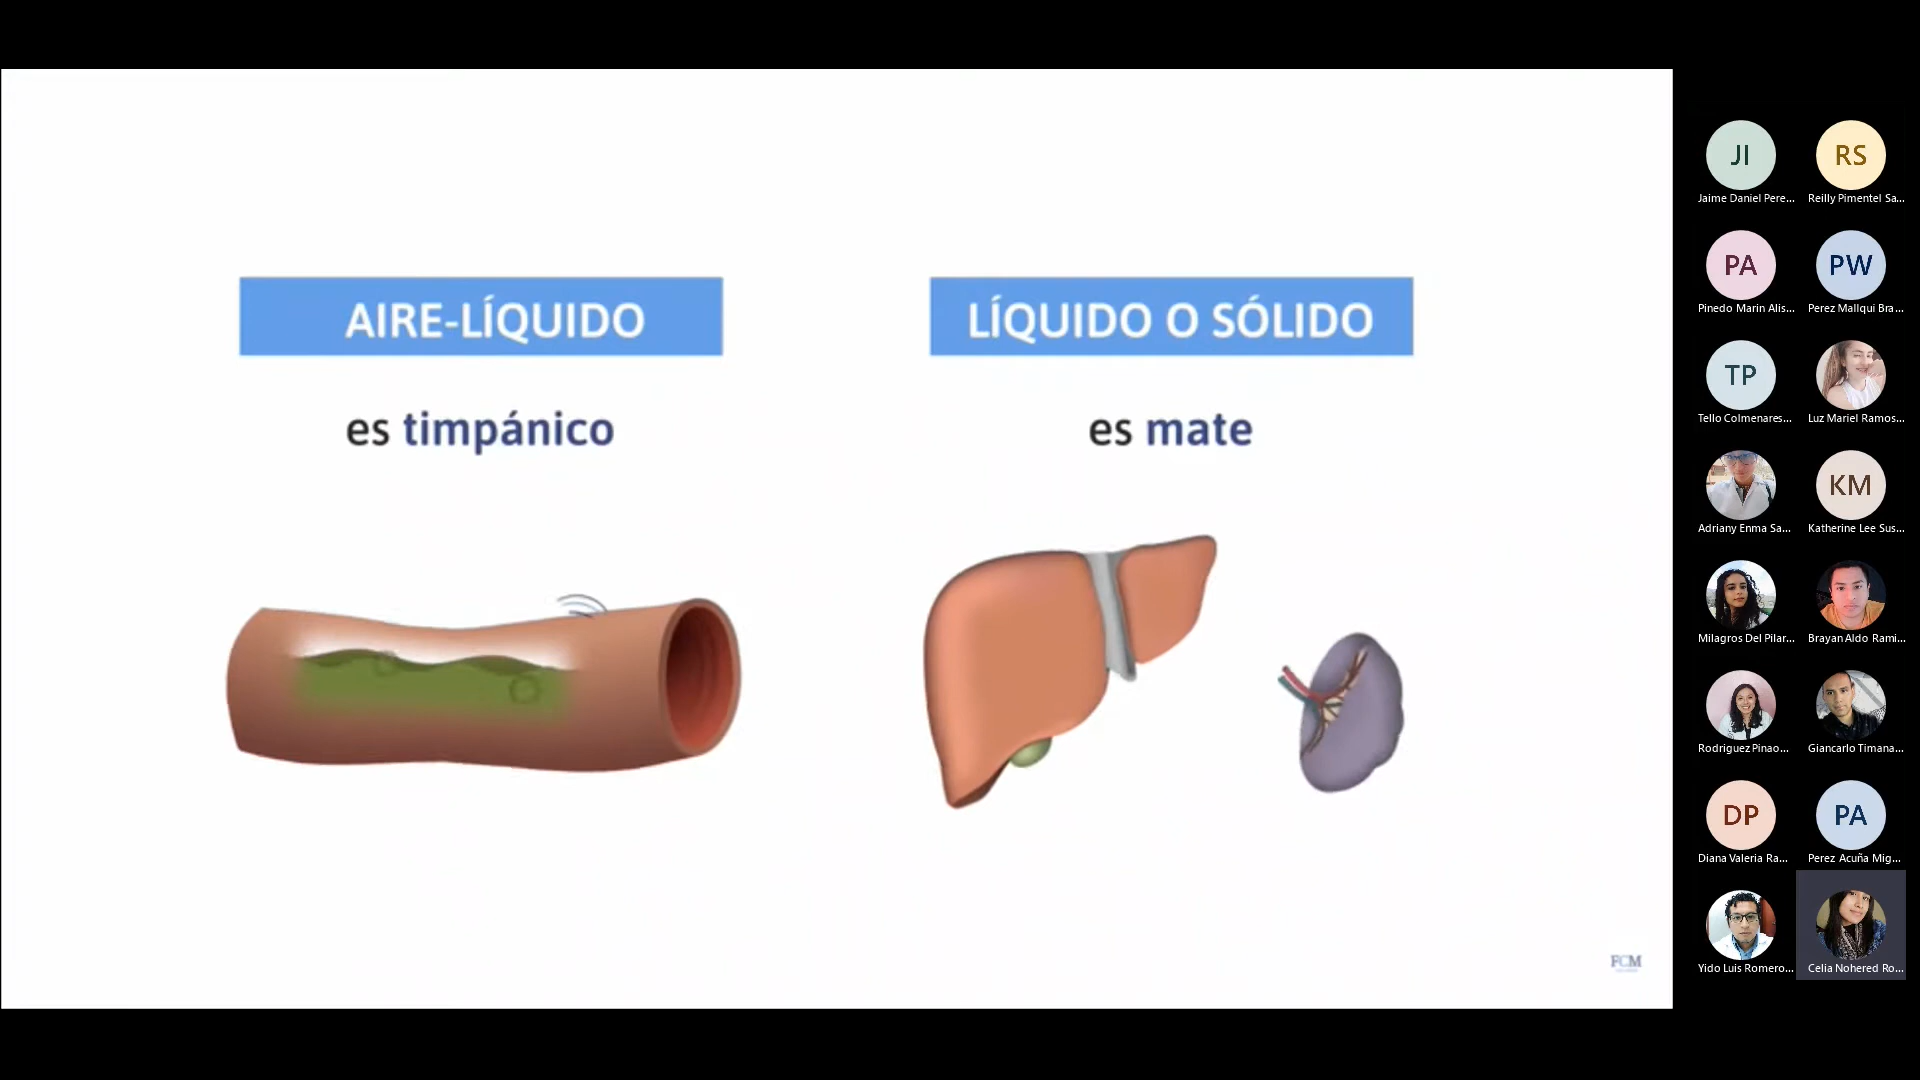 AIRE-LÍQUIDO
es timpánico
LÍQUIDO O SÓLIDO
es mate
FCM
JI
Jaime Daniel Pere...
RS
Reilly Pimentel Sa...
PA
Pinedo Marin Alis...
PW
Perez Mallqui Bra...
TP
Tello Colmenares...
Luz Mariel Ramos...
Adriany Enma Sa...
KM
Katherine Lee Sus...
Milagros Del Pilar...
Brayan Aldo Rami...
Rodriguez Pinao...
Giancarlo Timana...
DP
Diana Valeria Ra...
PA
Perez Acuña Mig...
Yido Luis Romero...
Celia Nohered Ro...